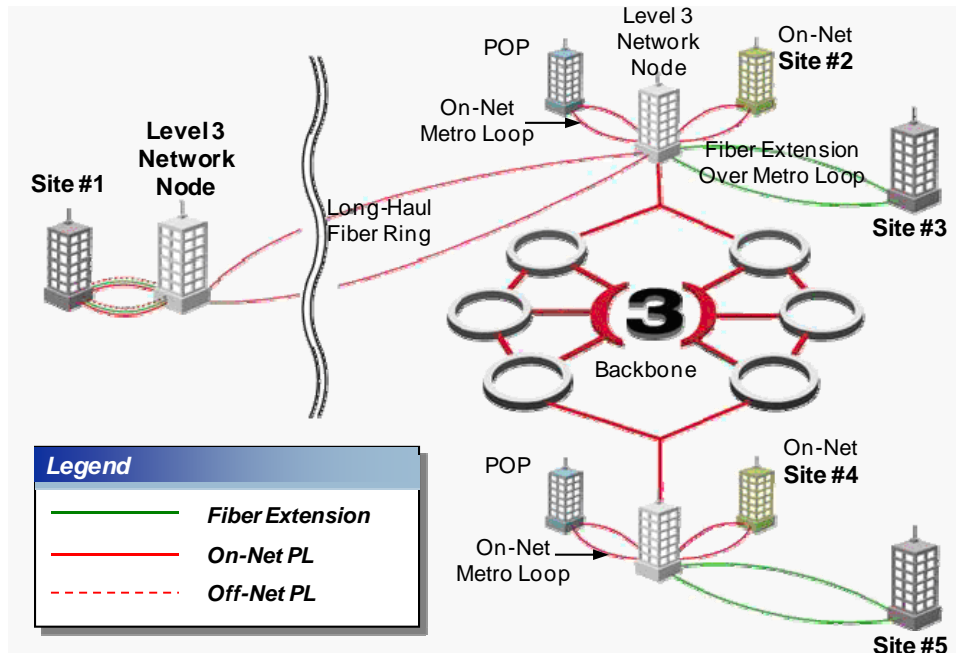 Level 3
Network
Node
POP
On-Net
Site #2
On-Net
Metro Loop
Level 3
Network
Node
Site #1
Fiber Extension
Over Metro Loop
Site #3
Long-Haul
Fiber Ring
(3)
Backbone
Legend
Fiber Extension
On-Net PL
Off-Net PL
POP
On-Net
Site #4
On-Net
Metro Loop
Site #5